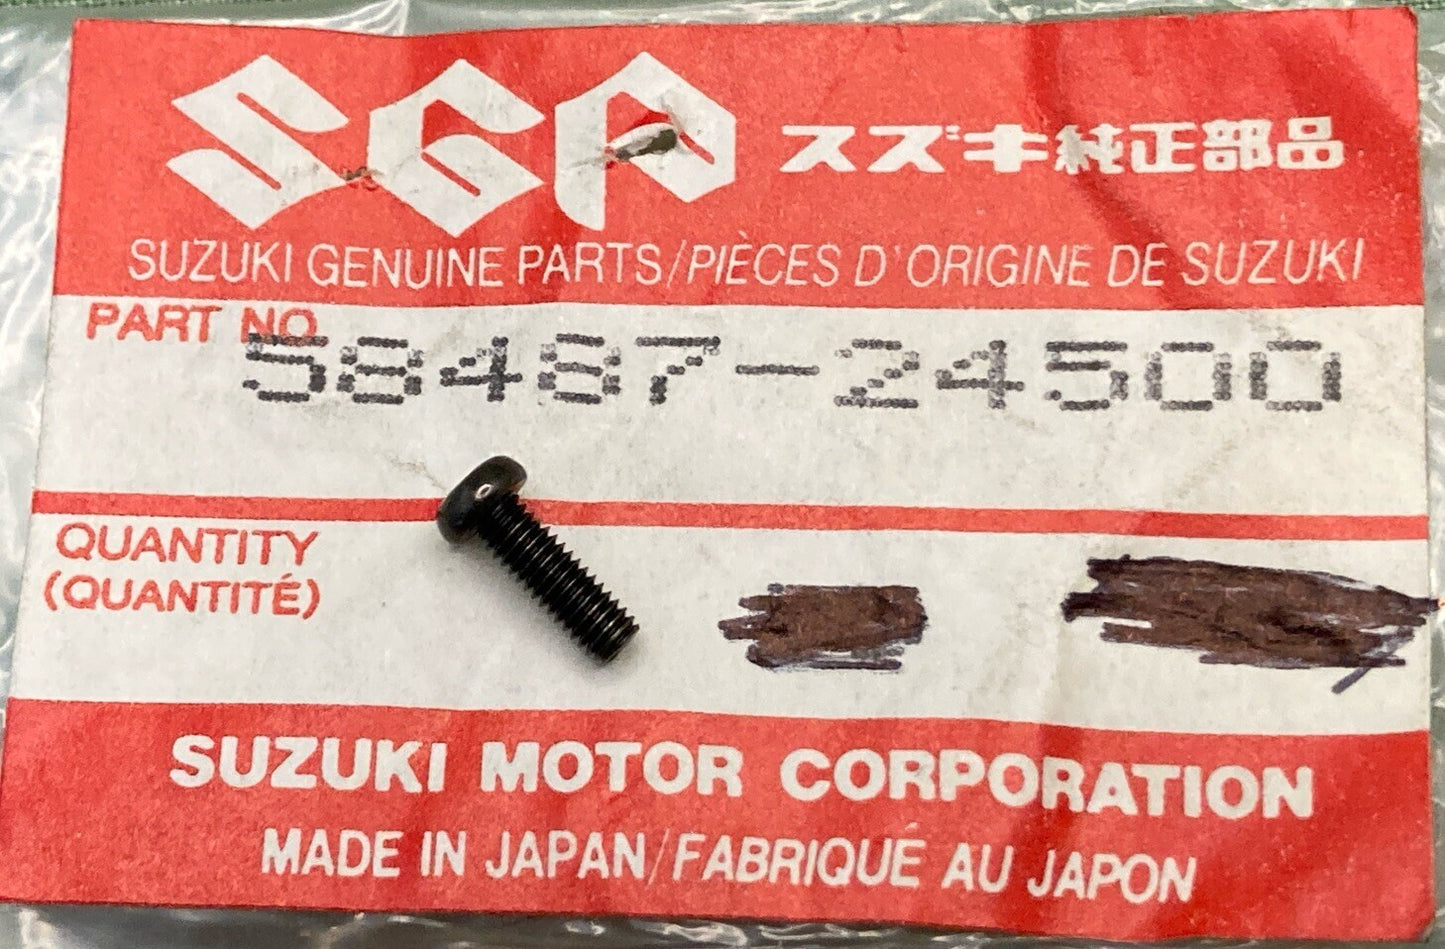 SGP スズキ純正部品
SUZUKI GENUINE PARTS/PIÈCES D'ORIGINE DE SUZUKI
PART NO.
58487-24500
QUANTITY
(QUANTITÉ)
SUZUKI MOTOR CORPORATION
MADE IN JAPAN/FABRIQUÉ AU JAPON